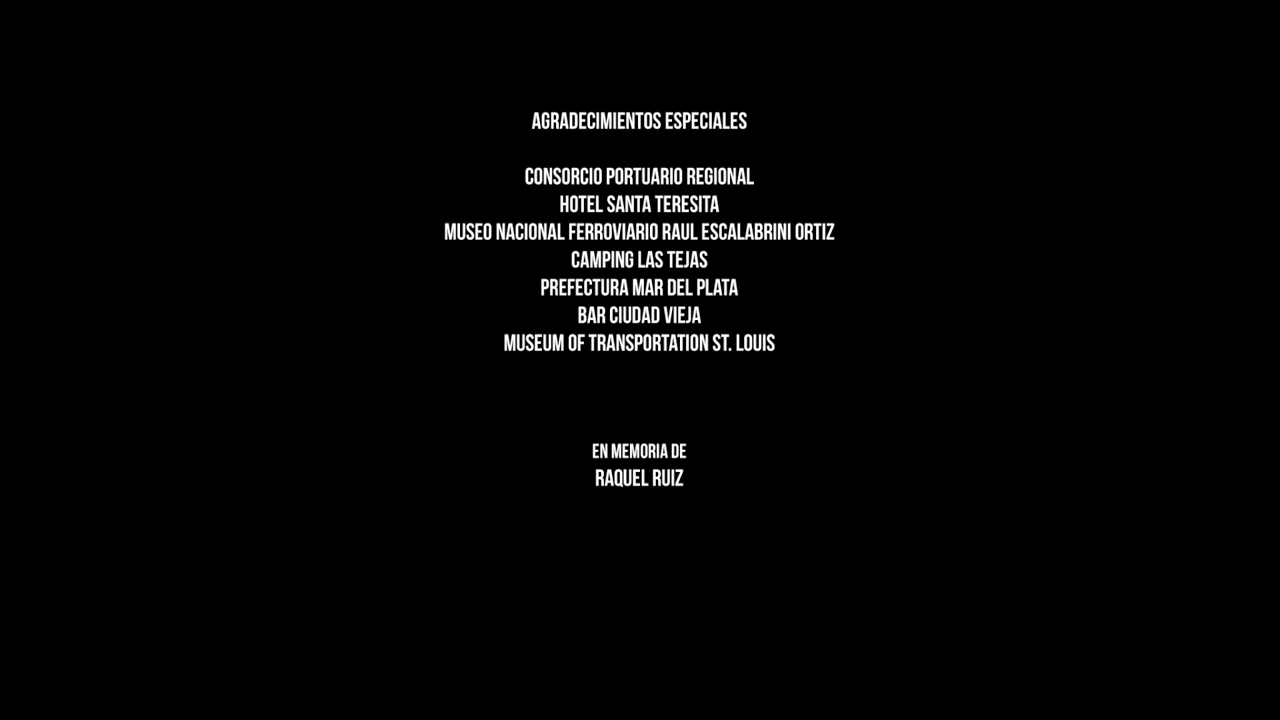 AGRADECIMIENTOS ESPECIALES
CONSORCIO PORTUARIO REGIONAL
HOTEL SANTA TERESITA
MUSEO NACIONAL FERROVIARIO RAUL ESCALABRINI ORTIZ
CAMPING LAS TEJAS
PREFECTURA MAR DEL PLATA
BAR CIUDAD VIEJA
MUSEUM OF TRANSPORTATION ST. LOUIS
EN MEMORIA DE
RAQUEL RUIZ